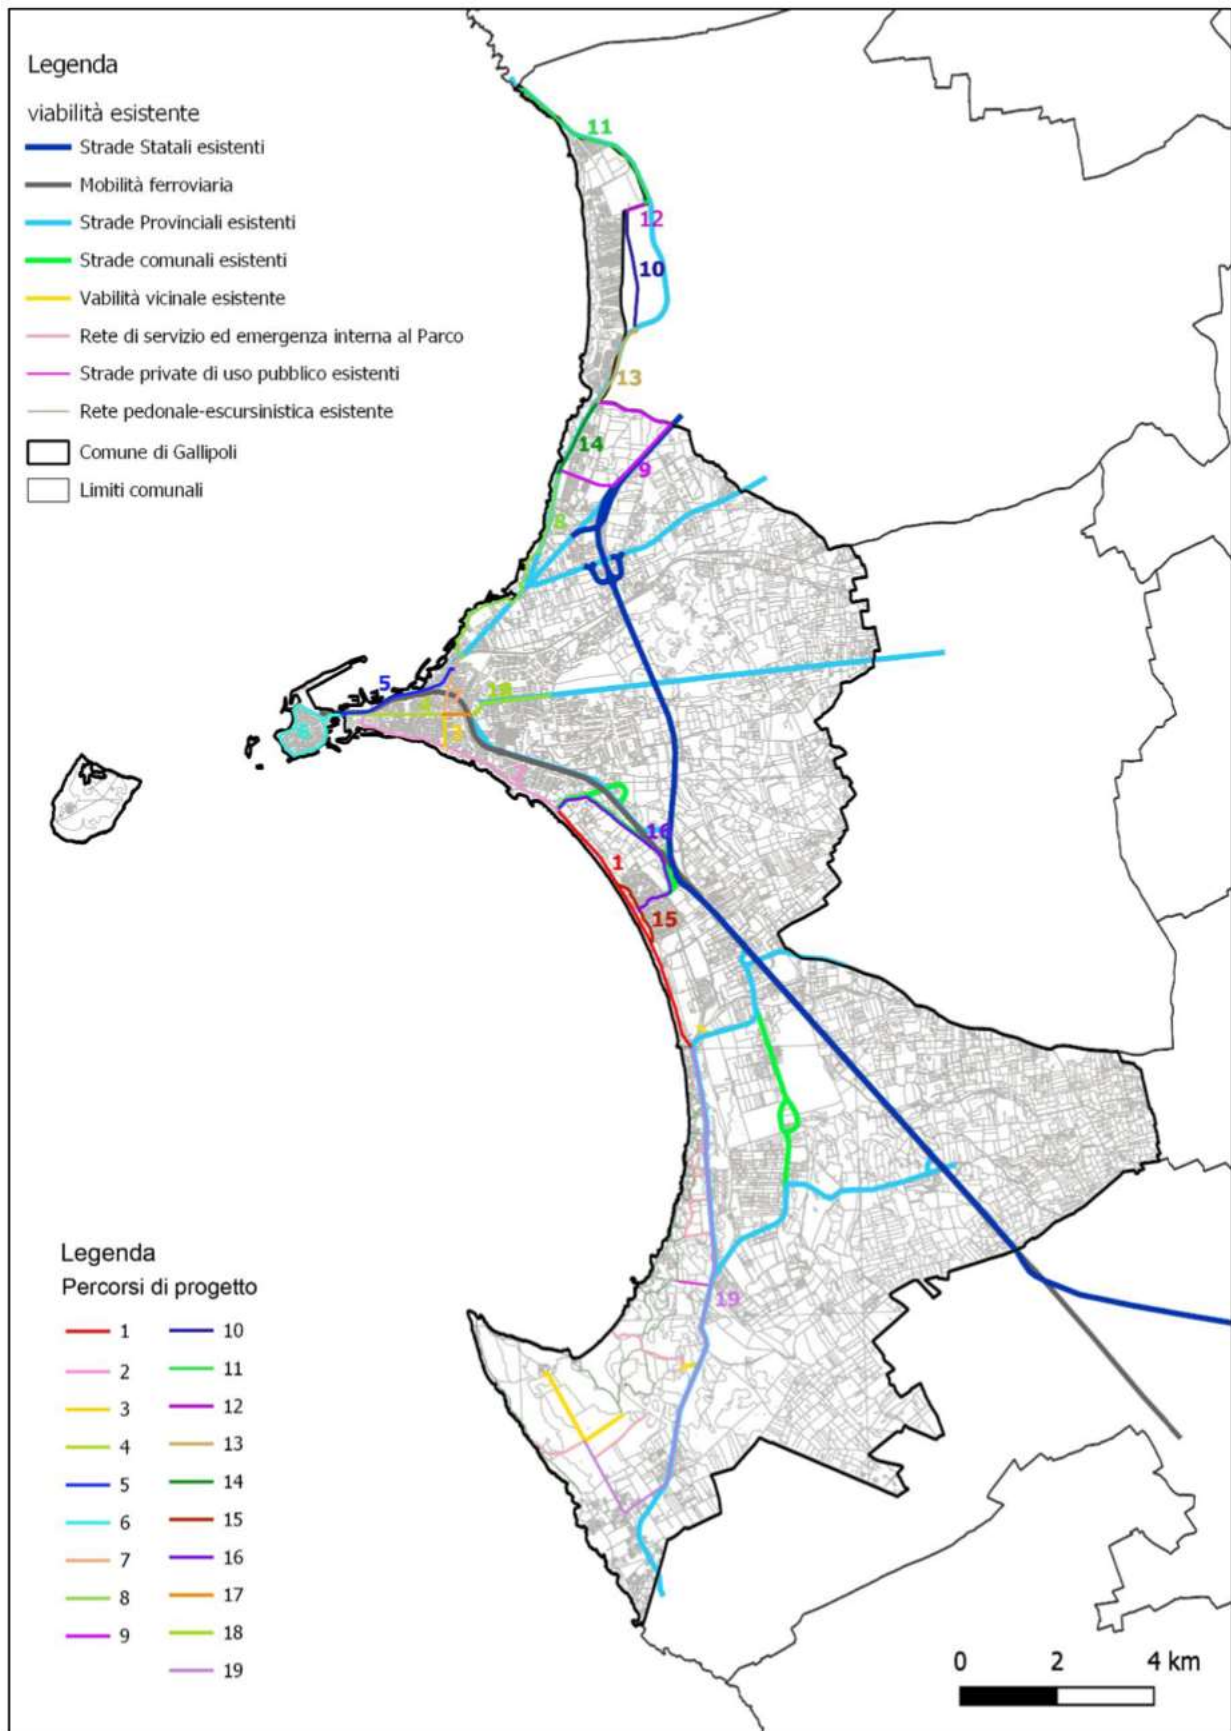 Legenda
viabilità esistente
Strade Statali esistenti
Mobilità ferroviaria
Strade Provinciali esistenti
Strade comunali esistenti
Vabilità vicinale esistente
Rete di servizio ed emergenza interna al Parco
Strade private di uso pubblico esistenti
Rete pedonale-escursinistica esistente
Comune di Gallipoli
Limiti comunali
11
12
10
13
14
9
8
5
18
4
6
3
16
1
15
19
Legenda
Percorsi di progetto
1
2
3
4
5
6
7
8
9
10
11
12
13
14
15
16
17
18
19
0 2 4 km